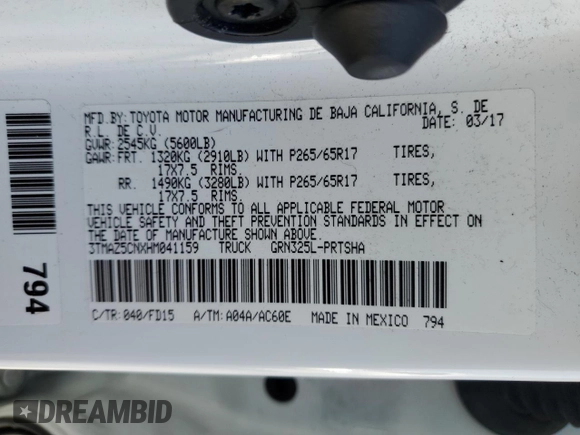 MFD.BY:TOYOTA MOTOR MANUFACTURING DE BAJA CALIFORNIA, S. DE
R.L. DE C.V. DATE: 03/17
GVWR:2545KG (5600LB)
GAWR:FRT. 1320KG (2910LB) WITH P265/65R17 TIRES,
17X7.5 RIMS.
RR. 1490KG (3280LB) WITH P265/65R17 TIRES,
17X7.5 RIMS.
THIS VEHICLE CONFORMS TO ALL APPLICABLE FEDERAL MOTOR
VEHICLE SAFETY AND THEFT PREVENTION STANDARDS IN EFFECT ON
THE DATE OF MANUFACTURE SHOWN ABOVE.
3TMAZ5CNXHM041159 TRUCK GRN325L-PRTSHA
C/TR:040/FD15 A/TM:A04A/AC60E MADE IN MEXICO 794
794
DREAMBID